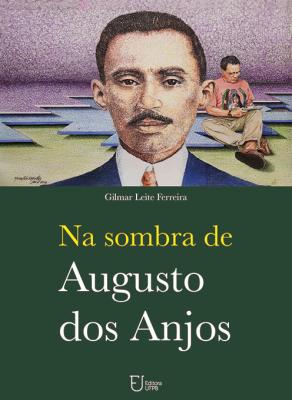 Gilmar Leite Ferreira
Na sombra de
Augusto
dos Anjos
Editora
UFPB